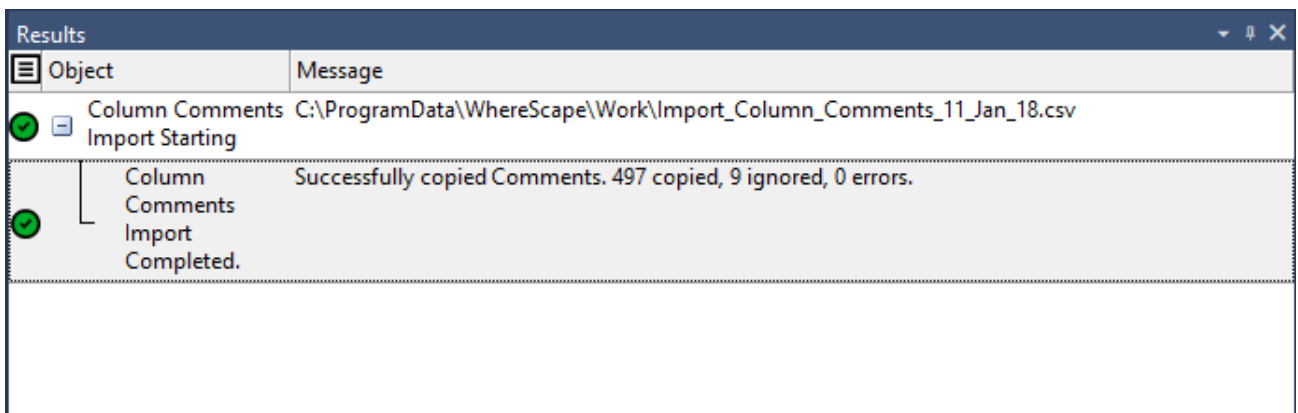 Results
Object Message
Column Comments C:\ProgramData\WhereScape\Work\Import_Column_Comments_11_Jan_18.csv
Import Starting
Column Successfully copied Comments. 497 copied, 9 ignored, 0 errors.
Comments
Import
Completed.